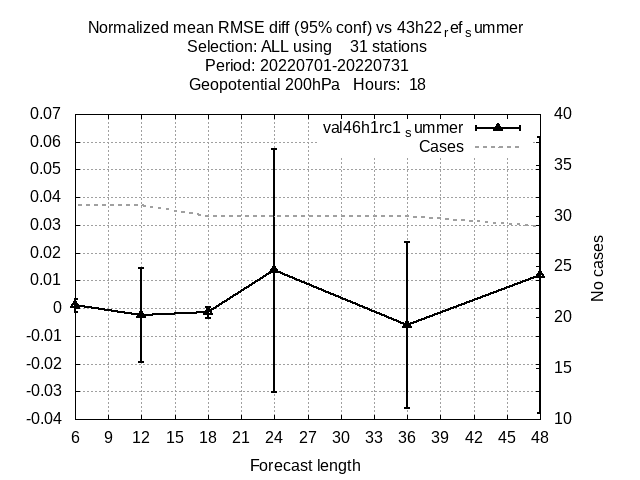 Normalized mean RMSE diff (95% conf) vs 43h22refsummer
Selection: ALL using 31 stations
Period: 20220701-20220731
Geopotential 200hPa Hours: 18
val46h1rc1summer
Cases
0.07
0.06
0.05
0.04
0.03
0.02
0.01
0
-0.01
-0.02
-0.03
-0.04
40
35
30
25
20
15
10
No cases
6 9 12 15 18 21 24 27 30 33 36 39 42 45 48
Forecast length